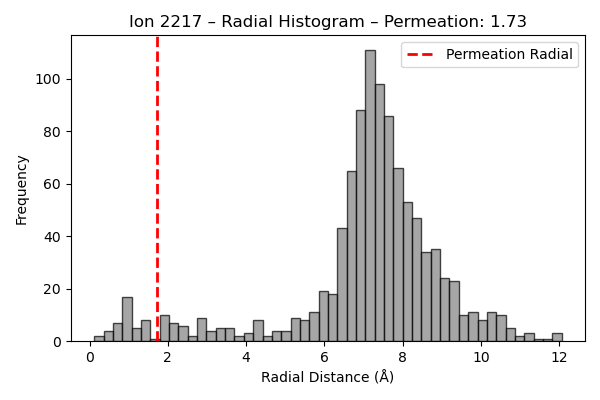 Ion 2217 – Radial Histogram – Permeation: 1.73
Permeation Radial
Frequency
100
80
60
40
20
0
0 2 4 6 8 10 12
Radial Distance (Å)